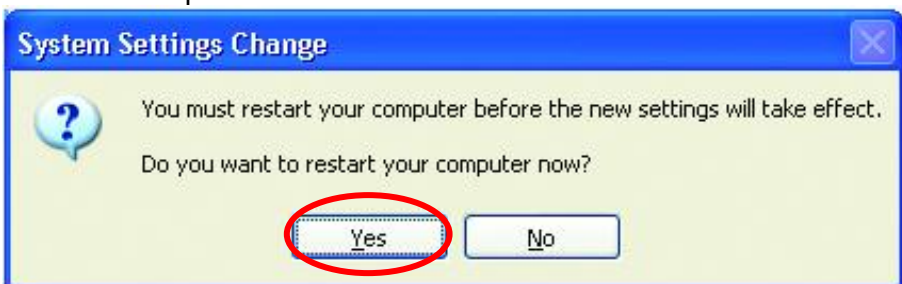 System Settings Change
?
You must restart your computer before the new settings will take effect.
Do you want to restart your computer now?
Yes
No